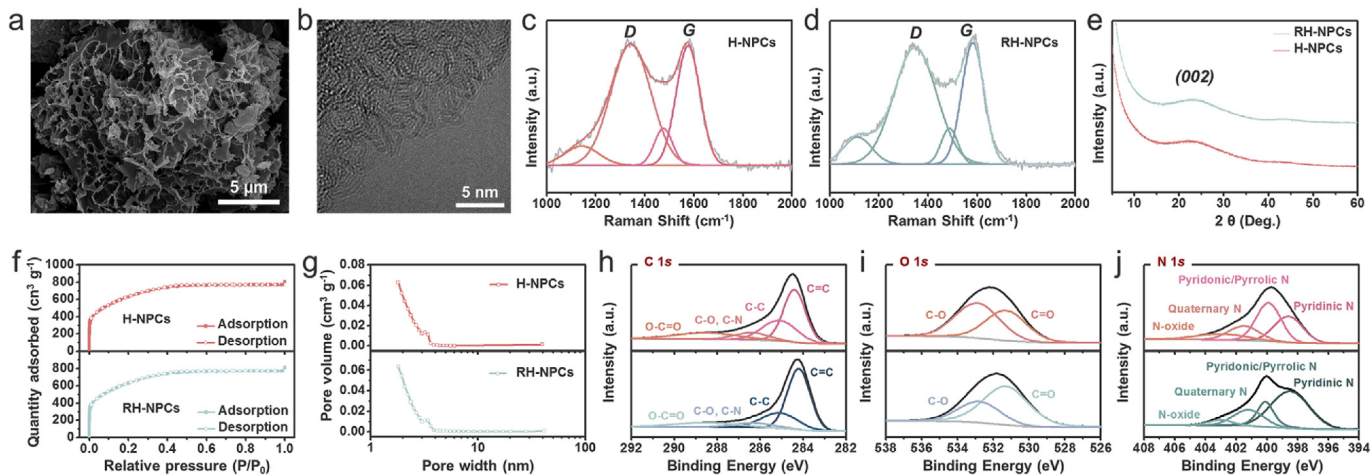 a
5 μm
b
5 nm
c
D
G
H-NPCs
Intensity (a.u.)
1000 1200 1400 1600 1800 2000
Raman Shift (cm⁻¹)
d
D
G
RH-NPCs
Intensity (a.u.)
1000 1200 1400 1600 1800 2000
Raman Shift (cm⁻¹)
e
RH-NPCs
H-NPCs
(002)
Intensity (a.u.)
10 20 30 40 50 60
2 θ (Deg.)
f
Quantity adsorbed (cm³ g⁻¹)
1000
800
600
400
200
0
H-NPCs
Adsorption
Desorption
800
600
400
200
0
RH-NPCs
Adsorption
Desorption
0.0 0.2 0.4 0.6 0.8 1.0
Relative pressure (P/P₀)
g
Pore volume (cm³ g⁻¹)
0.08
0.06
0.04
0.02
0.00
H-NPCs
0.06
0.04
0.02
0.00
RH-NPCs
1 10 100
Pore width (nm)
h
C 1s
Intensity (a.u.)
O-C=O
C-O, C-N
C-C
C=C
O-C=O
C-O, C-N
C-C
C=C
292 290 288 286 284 282
Binding Energy (eV)
i
O 1s
Intensity (a.u.)
C-O
C=O
C-O
C=O
538 536 534 532 530 528 526
Binding Energy (eV)
j
N 1s
Intensity (a.u.)
Pyridonic/Pyrrolic N
Quaternary N
Pyridinic N
N-oxide
Pyridonic/Pyrrolic N
Quaternary N
Pyridinic N
N-oxide
408 406 404 402 400 398 396 394
Binding Energy (eV)